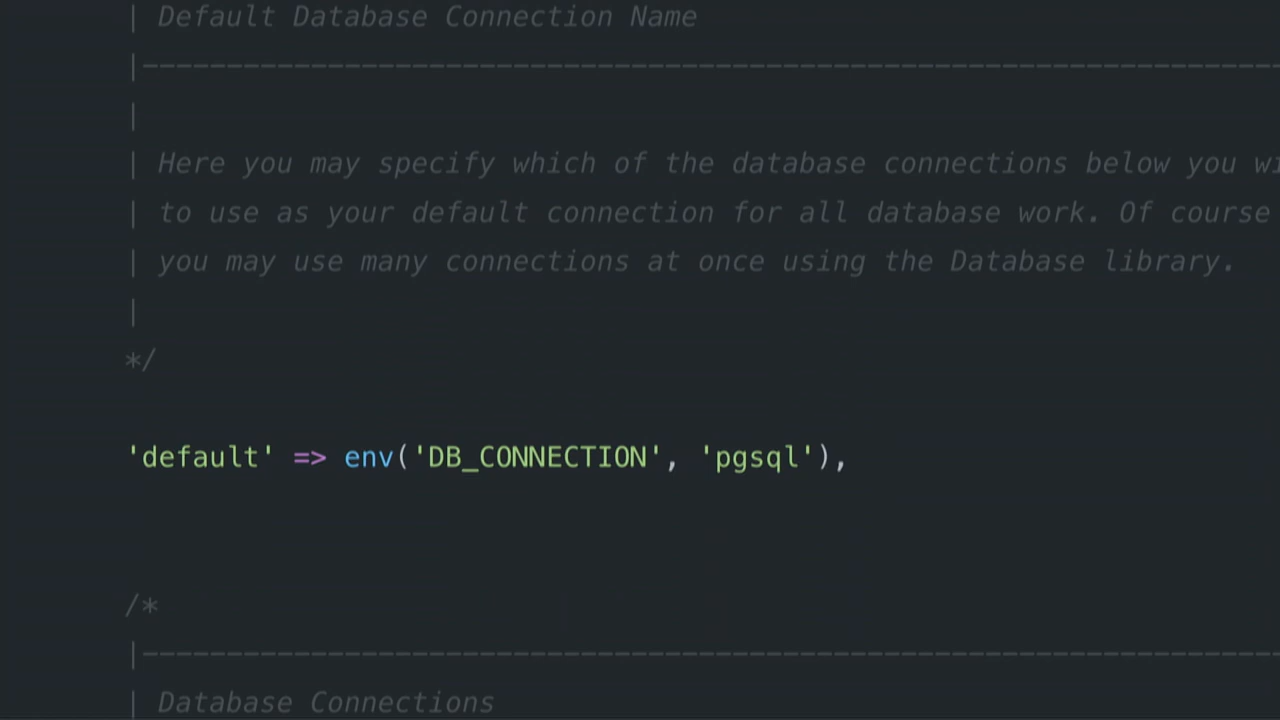 | Default Database Connection Name
|--------------------------------------------------------------------
|
| Here you may specify which of the database connections below you wi
| to use as your default connection for all database work. Of course
| you may use many connections at once using the Database library.
|
*/
'default' => env('DB_CONNECTION', 'pgsql'),
/*
|--------------------------------------------------------------------
| Database Connections